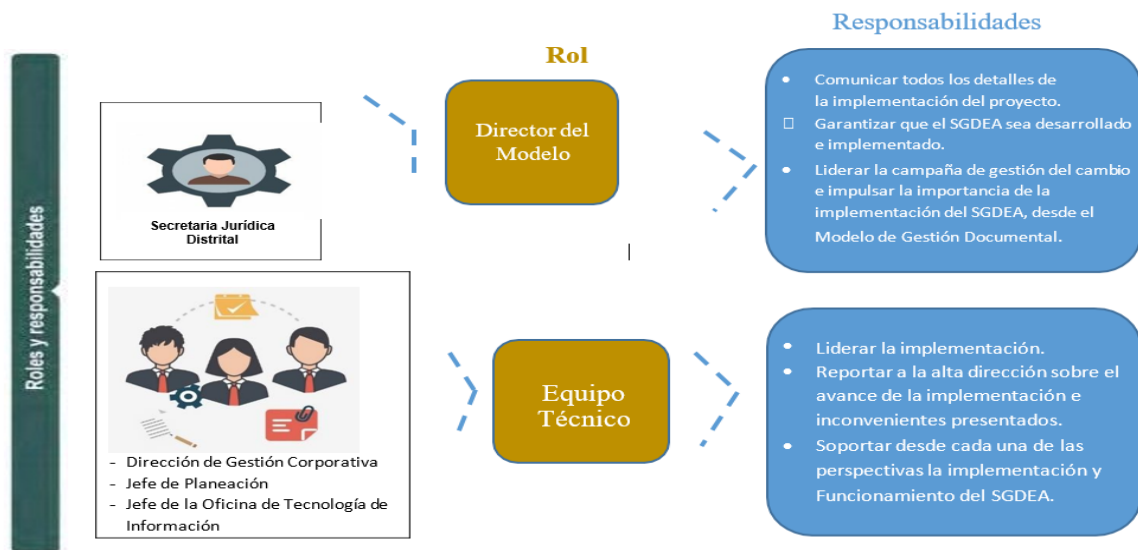 Roles y responsabilidades
Responsabilidades
Rol
Secretaria Jurídica
Distrital
Director del
Modelo
• Comunicar todos los detalles de
la implementación del proyecto.
□ Garantizar que el SGDEA sea desarrollado
e implementado.
• Liderar la campaña de gestión del cambio
e impulsar la importancia de la
implementación del SGDEA, desde el
Modelo de Gestión Documental.
- Dirección de Gestión Corporativa
- Jefe de Planeación
- Jefe de la Oficina de Tecnología de
Información
Equipo
Técnico
• Liderar la implementación.
• Reportar a la alta dirección sobre el
avance de la implementación e
inconvenientes presentados.
• Soportar desde cada una de las
perspectivas la implementación y
Funcionamiento del SGDEA.